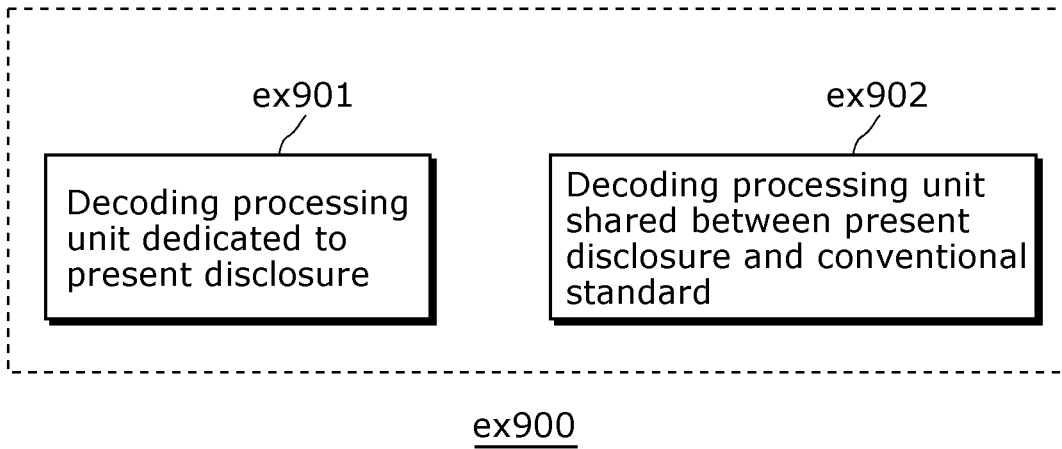 ex901
ex902
Decoding processing
unit dedicated to
present disclosure
Decoding processing unit
shared between present
disclosure and conventional
standard
ex900